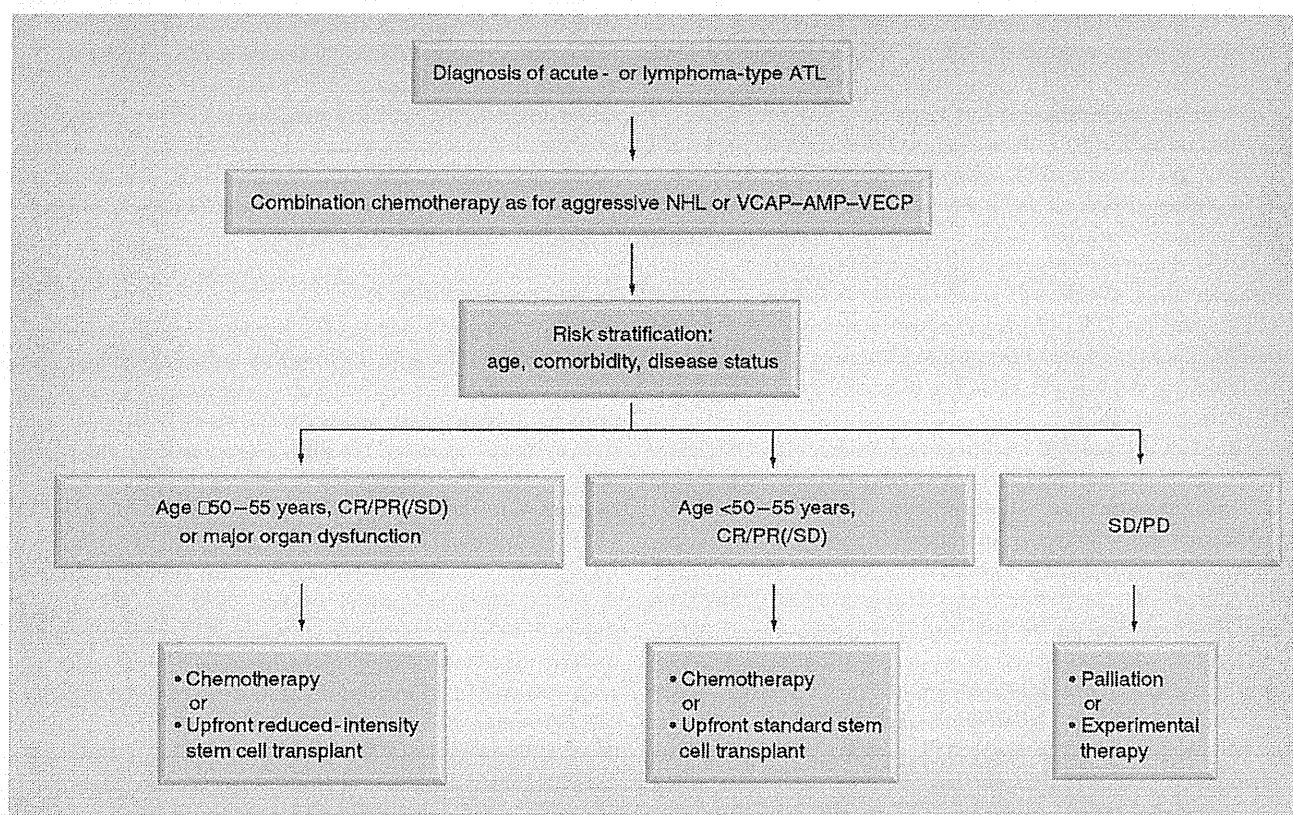 Diagnosis of acute- or lymphoma-type ATL
Combination chemotherapy as for aggressive NHL or VCAP–AMP–VECP
Risk stratification:
age, comorbidity, disease status
Age □50–55 years, CR/PR(/SD)
or major organ dysfunction
Age <50–55 years,
CR/PR(/SD)
SD/PD
• Chemotherapy
or
• Upfront reduced-intensity
stem cell transplant
• Chemotherapy
or
• Upfront standard stem
cell transplant
• Palliation
or
• Experimental
therapy